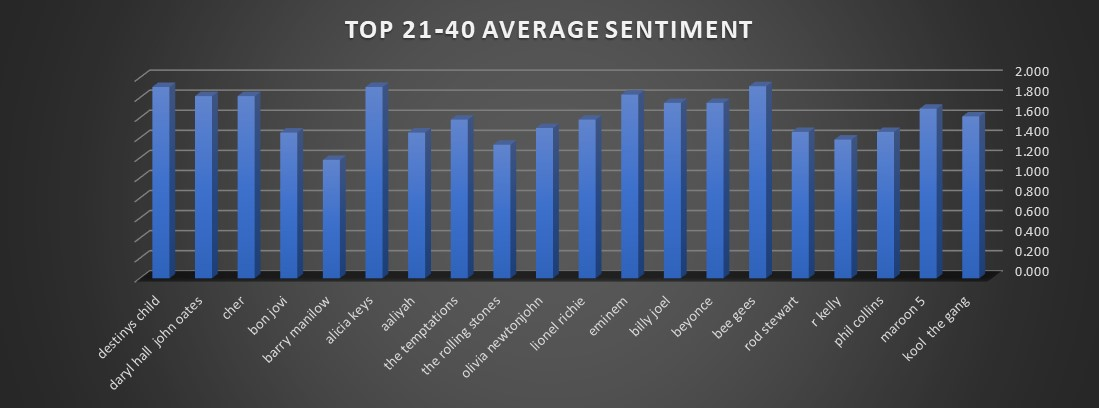 TOP 21-40 AVERAGE SENTIMENT
2.000
1.800
1.600
1.400
1.200
1.000
0.800
0.600
0.400
0.200
0.000
destinys child
daryl hall john oates
cher
bon jovi
barry manilow
alicia keys
aaliyah
the temptations
the rolling stones
olivia newtonjohn
lionel richie
eminem
billy joel
beyonce
bee gees
rod stewart
r kelly
phil collins
maroon 5
kool the gang